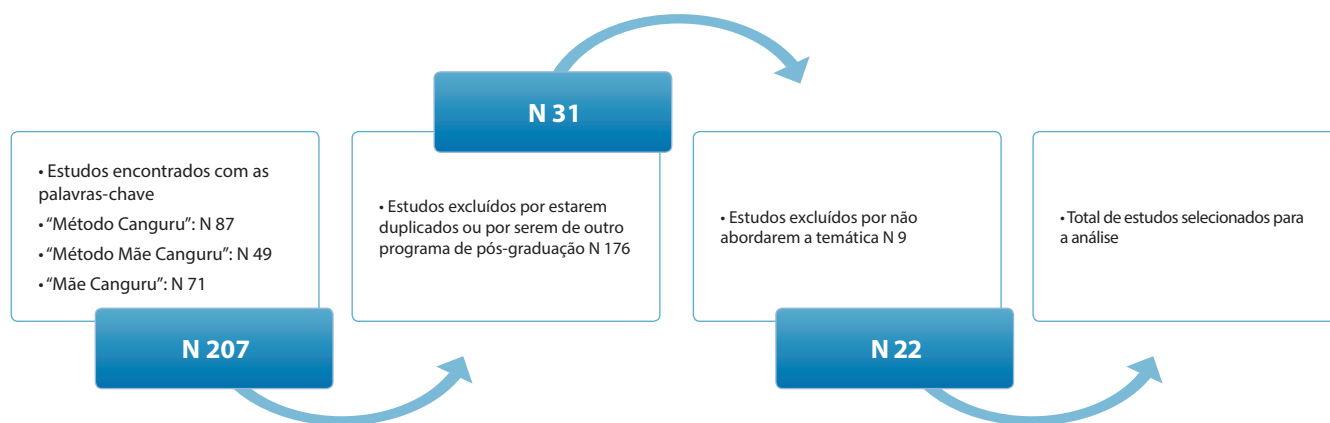 • Estudos encontrados com as
palavras-chave
• “Método Canguru”: N 87
• “Método Mãe Canguru”: N 49
• “Mãe Canguru”: N 71
N 207
N 31
• Estudos excluídos por estarem
duplicados ou por serem de outro
programa de pós-graduação N 176
• Estudos excluídos por não
abordarem a temática N 9
N 22
• Total de estudos selecionados para
a análise